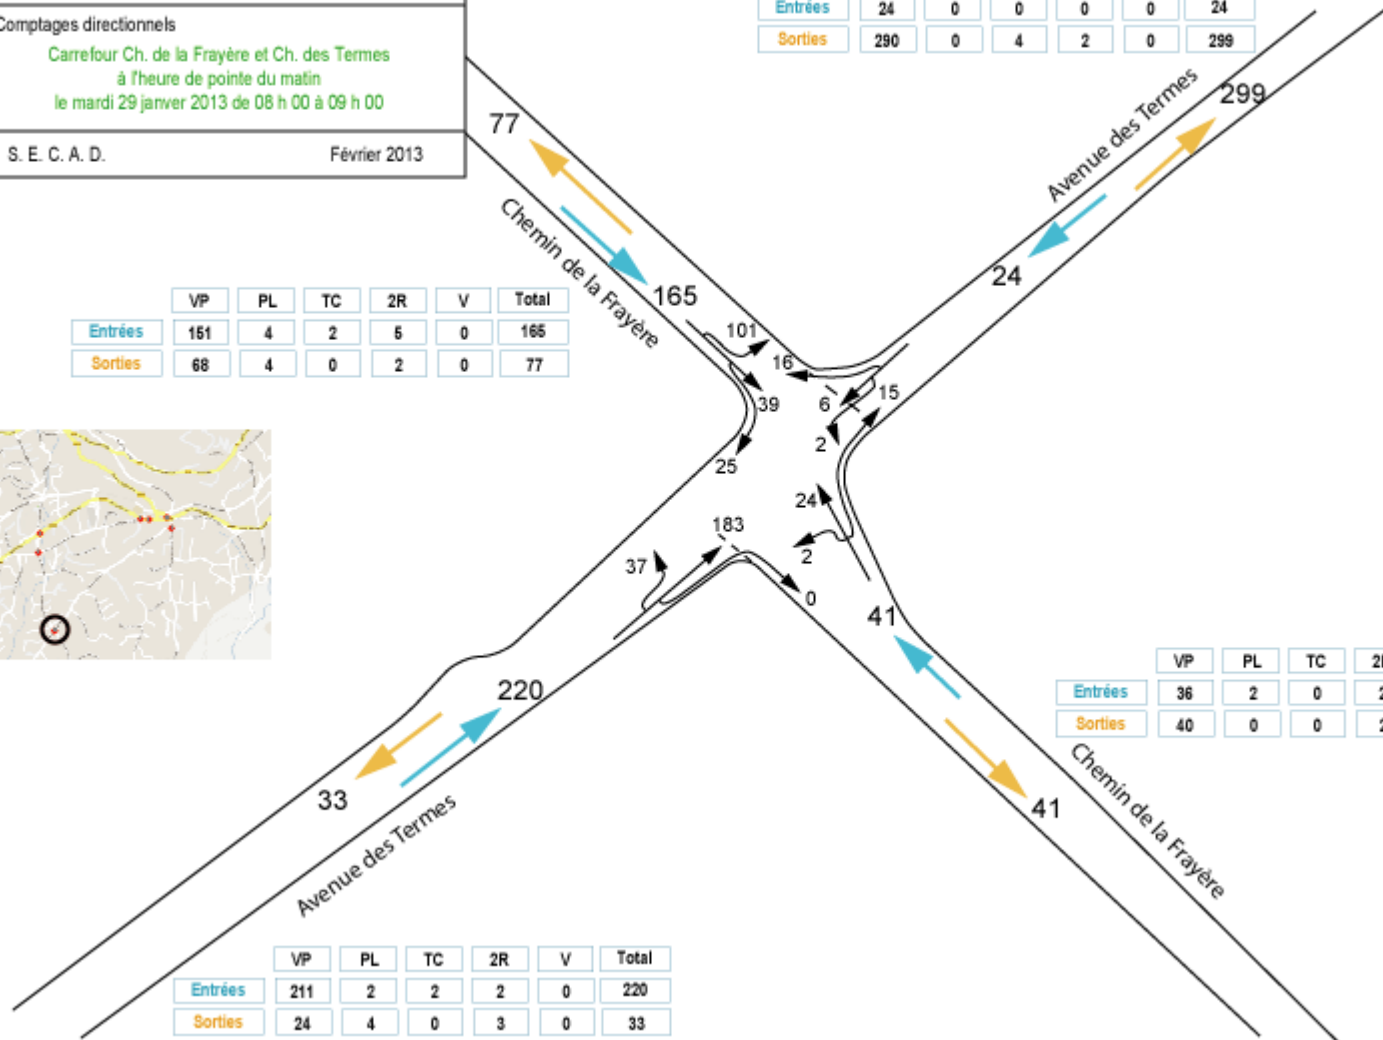 Comptages directionnels
Carrefour Ch. de la Frayère et Ch. des Termes
à l'heure de pointe du matin
le mardi 29 janver 2013 de 08 h 00 à 09 h 00
S. E. C. A. D. Février 2013
Entrées 24 0 0 0 0 24
Sorties 290 0 4 2 0 299
77
299
Avenue des Termes
Chemin de la Frayère
24
165
VP PL TC 2R V Total
Entrées 151 4 2 5 0 165
Sorties 68 4 0 2 0 77
101
16
39
6
15
2
25
24
183
2
37
0
41
220
VP PL TC
Entrées 36 2 0 2
Sorties 40 0 0 2
33
41
Avenue des Termes
Chemin de la Frayère
VP PL TC 2R V Total
Entrées 211 2 2 2 0 220
Sorties 24 4 0 3 0 33